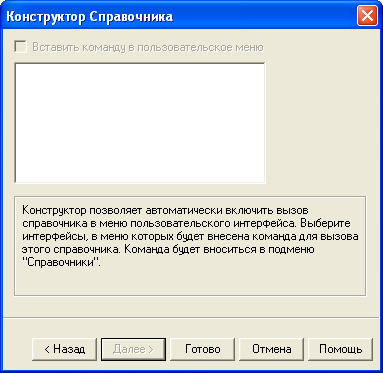 Конструктор Справочника
Вставить команду в пользовательское меню
Конструктор позволяет автоматически включить вызов
справочника в меню пользовательского интерфейса. Выберите
интерфейсы, в меню которых будет внесена команда для вызова
этого справочника. Команда будет вноситься в подменю
"Справочники".
< Назад Далее > Готово Отмена Помощь